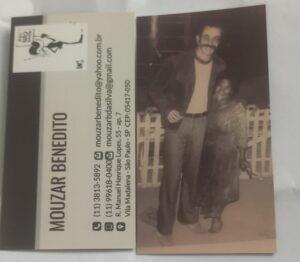 MOUZAR BENEDITO
(11) 3813-5892 mouzarbenedito@yahoo.com.br
(11) 99618-0400 mouzarbdasilva@gmail.com
R. Manuel Henrique Lopes, 55 - ap. 7
Vila Madalena - São Paulo - SP CEP: 05417-050